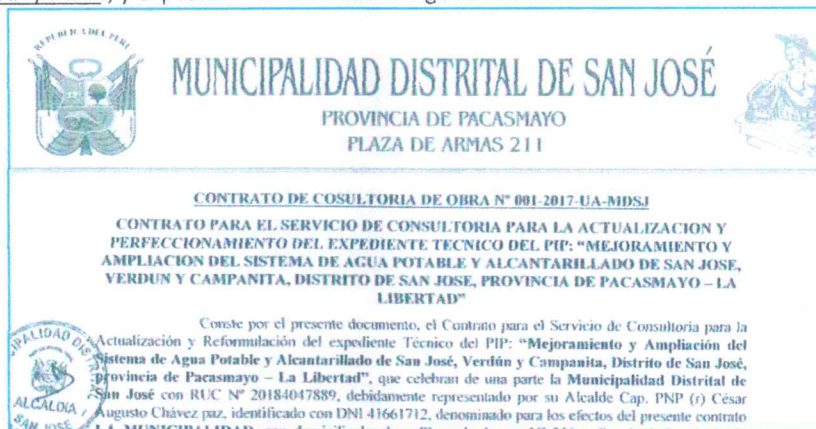 REPUBLICA DEL PERU
MUNICIPALIDAD DISTRITAL DE SAN JOSÉ
PROVINCIA DE PACASMAYO
PLAZA DE ARMAS 211
CONTRATO DE COSULTORIA DE OBRA N° 001-2017-UA-MDSJ
CONTRATO PARA EL SERVICIO DE CONSULTORIA PARA LA ACTUALIZACION Y
PERFECCIONAMIENTO DEL EXPEDIENTE TECNICO DEL PIP: “MEJORAMIENTO Y
AMPLIACION DEL SISTEMA DE AGUA POTABLE Y ALCANTARILLADO DE SAN JOSE,
VERDUN Y CAMPANITA, DISTRITO DE SAN JOSE, PROVINCIA DE PACASMAYO – LA
LIBERTAD”
Conste por el presente documento, el Contrato para el Servicio de Consultoria para la
Actualización y Reformulación del expediente Técnico del PIP: “Mejoramiento y Ampliación del
Sistema de Agua Potable y Alcantarillado de San José, Verdún y Campanita, Distrito de San José,
provincia de Pacasmayo – La Libertad”, que celebran de una parte la Municipalidad Distrital de
San José con RUC N° 20184047889, debidamente representado por su Alcalde Cap. PNP (r) César
Augusto Chávez paz, identificado con DNI 41661712, denominado para los efectos del presente contrato
LA MUNICIPALIDAD
ALCALDIA
SAN JOSE